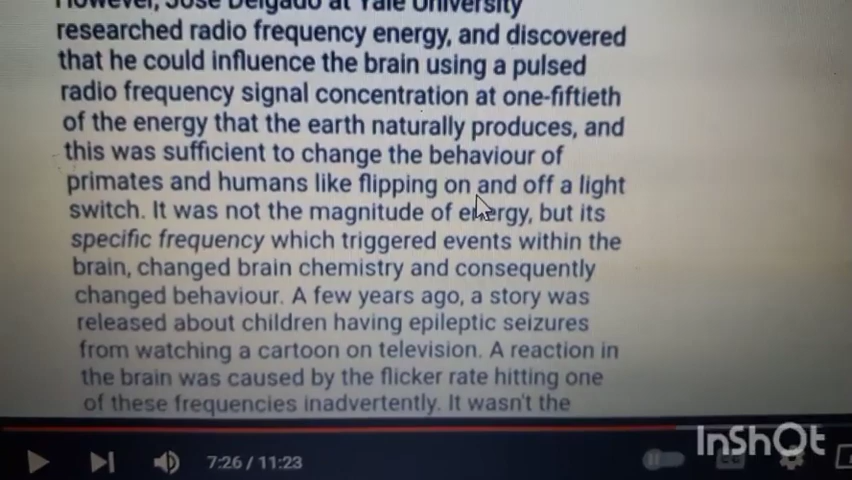 However, José Delgado at Yale University
researched radio frequency energy, and discovered
that he could influence the brain using a pulsed
radio frequency signal concentration at one-fiftieth
of the energy that the earth naturally produces, and
this was sufficient to change the behaviour of
primates and humans like flipping on and off a light
switch. It was not the magnitude of energy, but its
specific frequency which triggered events within the
brain, changed brain chemistry and consequently
changed behaviour. A few years ago, a story was
released about children having epileptic seizures
from watching a cartoon on television. A reaction in
the brain was caused by the flicker rate hitting one
of these frequencies inadvertently. It wasn't the
7:26 / 11:23
InShOt